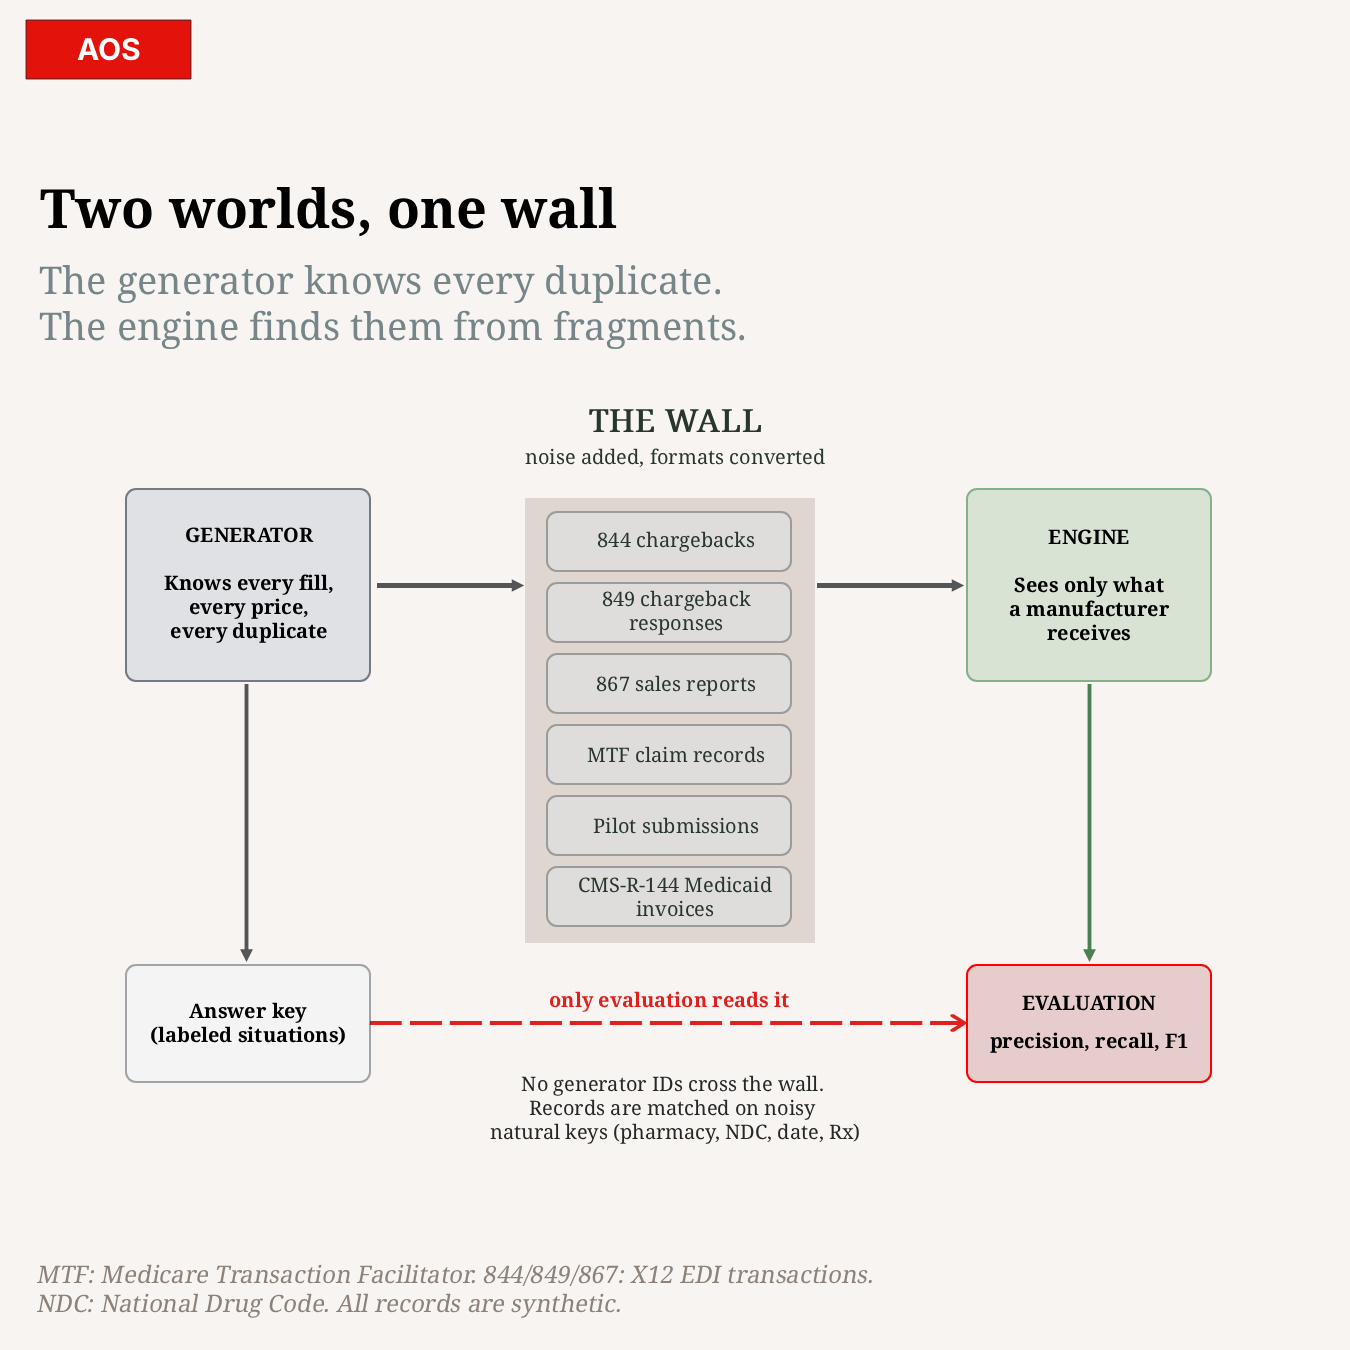 AOS
Two worlds, one wall
The generator knows every duplicate.
The engine finds them from fragments.
THE WALL
noise added, formats converted
GENERATOR
Knows every fill,
every price,
every duplicate
844 chargebacks
849 chargeback
responses
867 sales reports
MTF claim records
Pilot submissions
CMS-R-144 Medicaid
invoices
ENGINE
Sees only what
a manufacturer
receives
Answer key
(labeled situations)
only evaluation reads it
EVALUATION
precision, recall, F1
No generator IDs cross the wall.
Records are matched on noisy
natural keys (pharmacy, NDC, date, Rx)
MTF: Medicare Transaction Facilitator. 844/849/867: X12 EDI transactions.
NDC: National Drug Code. All records are synthetic.